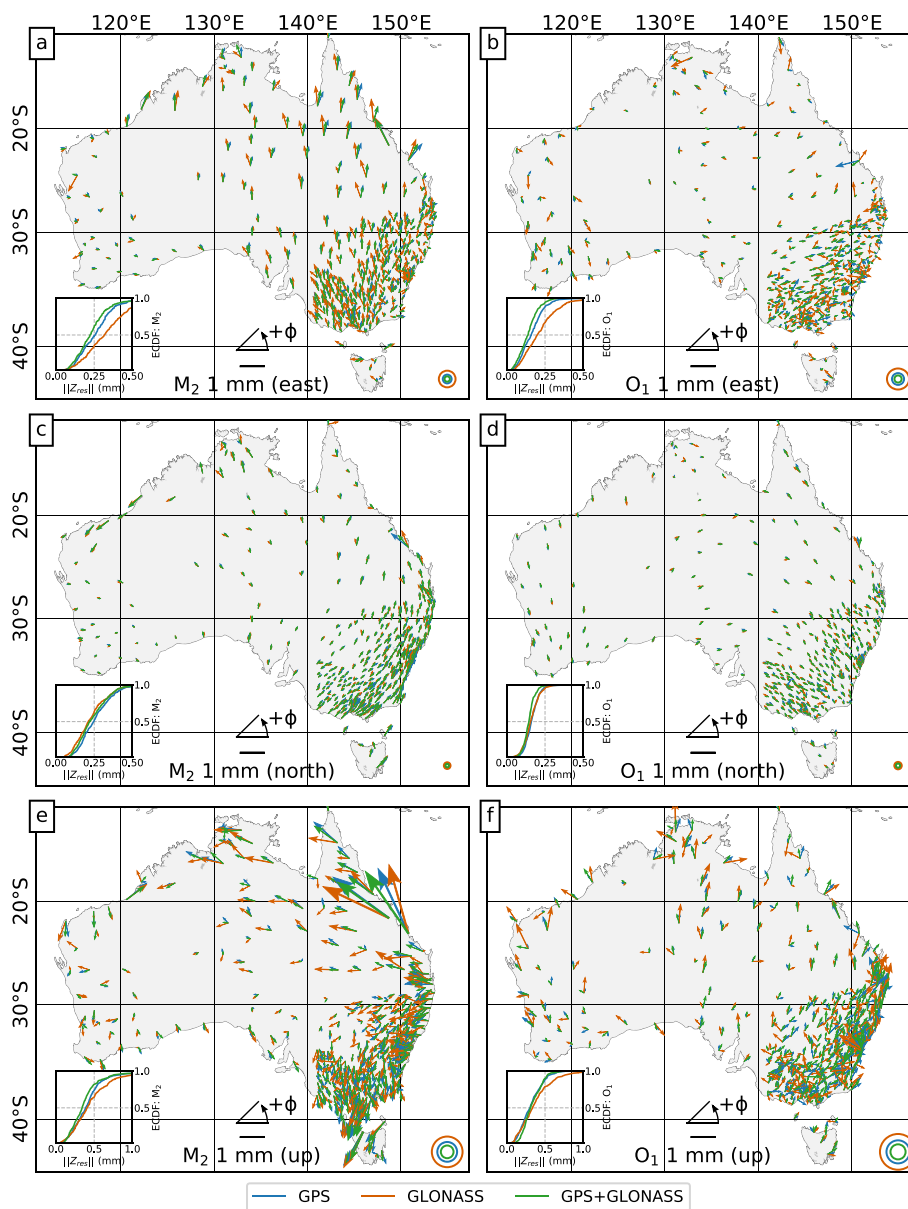 120°E 130°E 140°E 150°E 120°E 130°E 140°E 150°E
a
b
20°S
30°S
40°S
1.0
0.5
ECDF: M₂
0.00 0.25 0.50
||Z_res|| (mm)
+ϕ
M₂ 1 mm (east)
1.0
0.5
ECDF: O₁
0.00 0.25 0.50
||Z_res|| (mm)
+ϕ
O₁ 1 mm (east)
c
d
20°S
30°S
40°S
1.0
0.5
ECDF: M₂
0.00 0.25 0.50
||Z_res|| (mm)
+ϕ
M₂ 1 mm (north)
1.0
0.5
ECDF: O₁
0.00 0.25 0.50
||Z_res|| (mm)
+ϕ
O₁ 1 mm (north)
e
f
20°S
30°S
40°S
1.0
0.5
ECDF: M₂
0.0 0.5 1.0
||Z_res|| (mm)
+ϕ
M₂ 1 mm (up)
1.0
0.5
ECDF: O₁
0.0 0.5 1.0
||Z_res|| (mm)
+ϕ
O₁ 1 mm (up)
GPS GLONASS GPS+GLONASS